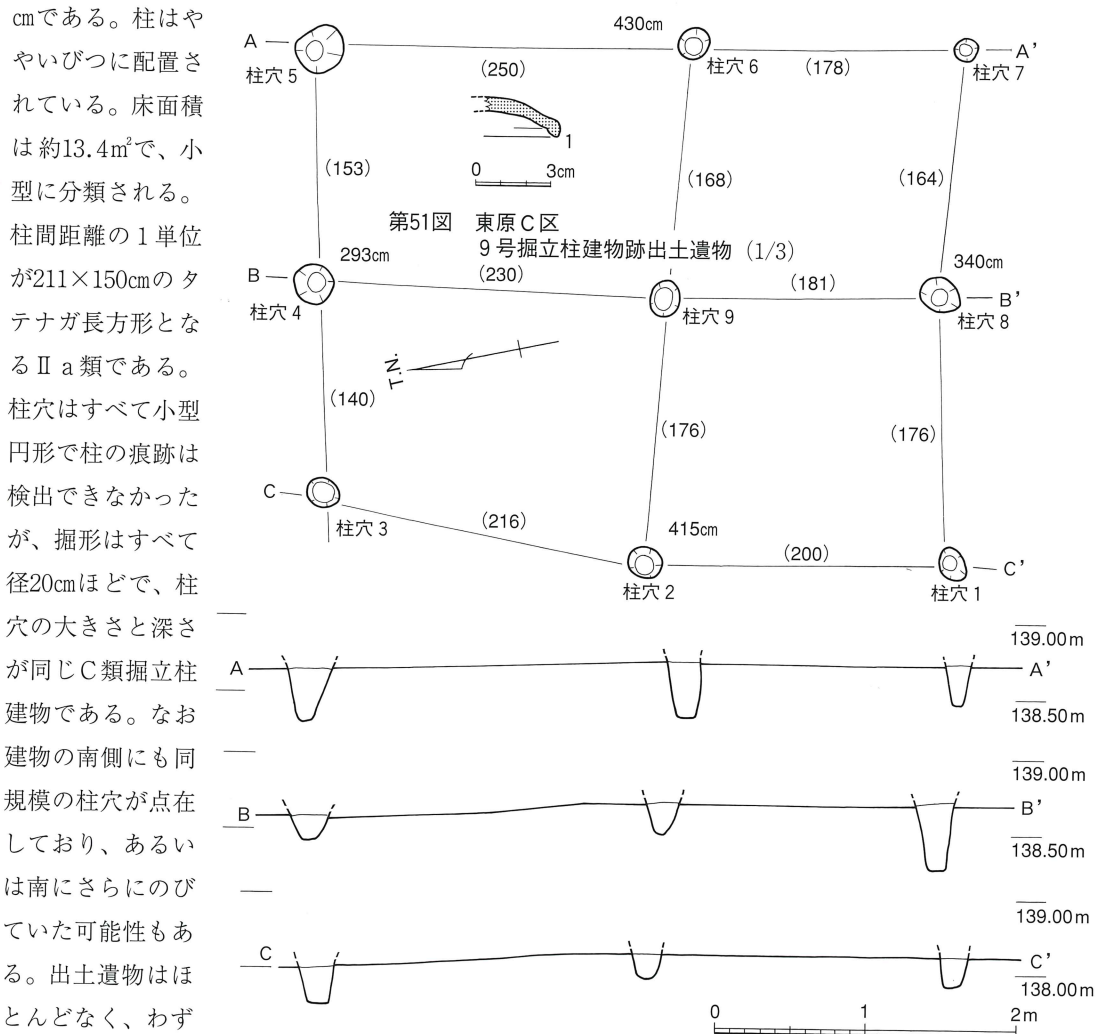 cmである。柱はや
やいびつに配置さ
れている。床面積
は約13.4㎡で、小
型に分類される。
柱間距離の1単位
が211×150cmのタ
テナガ長方形とな
るⅡa類である。
柱穴はすべて小型
円形で柱の痕跡は
検出できなかった
が、掘形はすべて
径20cmほどで、柱
穴の大きさと深さ
が同じC類掘立柱
建物である。なお
建物の南側にも同
規模の柱穴が点在
しており、あるい
は南にさらにのび
ていた可能性もあ
る。出土遺物はほ
とんどなく、わず
430cm
A
A'
柱穴5
(250)
柱穴6
(178)
柱穴7
1
0 3cm
(153)
(168)
(164)
第51図 東原C区
9号掘立柱建物跡出土遺物 (1/3)
293cm
(230)
(181)
340cm
B
B'
柱穴4
柱穴9
柱穴8
T.N.
(140)
(176)
(176)
C
柱穴3
(216)
415cm
(200)
C'
柱穴2
柱穴1
139.00m
A
A'
138.50m
139.00m
B
B'
138.50m
139.00m
C
C'
138.00m
0 1 2m